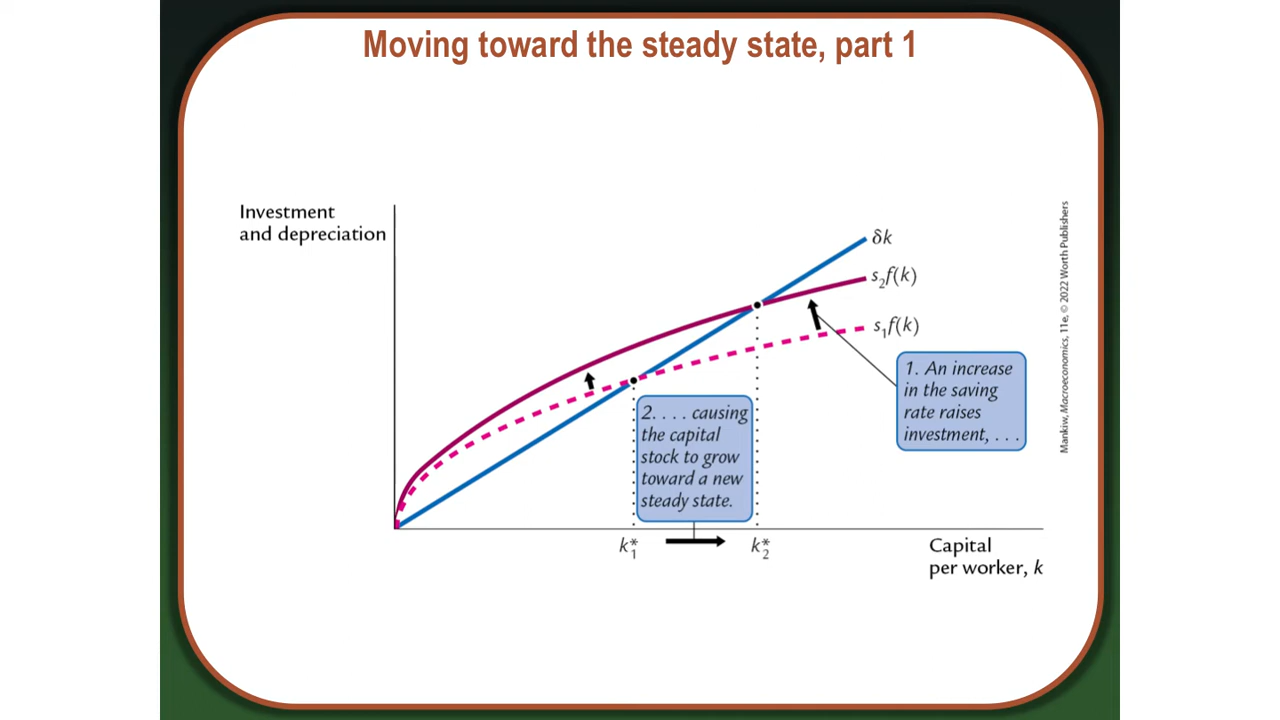 Moving toward the steady state, part 1
Investment
and depreciation
δk
s₂f(k)
s₁f(k)
1. An increase
in the saving
rate raises
investment, . . .
2. . . . causing
the capital
stock to grow
toward a new
steady state.
k₁*
k₂*
Capital
per worker, k
Mankiw, Macroeconomics, 11e, © 2022 Worth Publishers